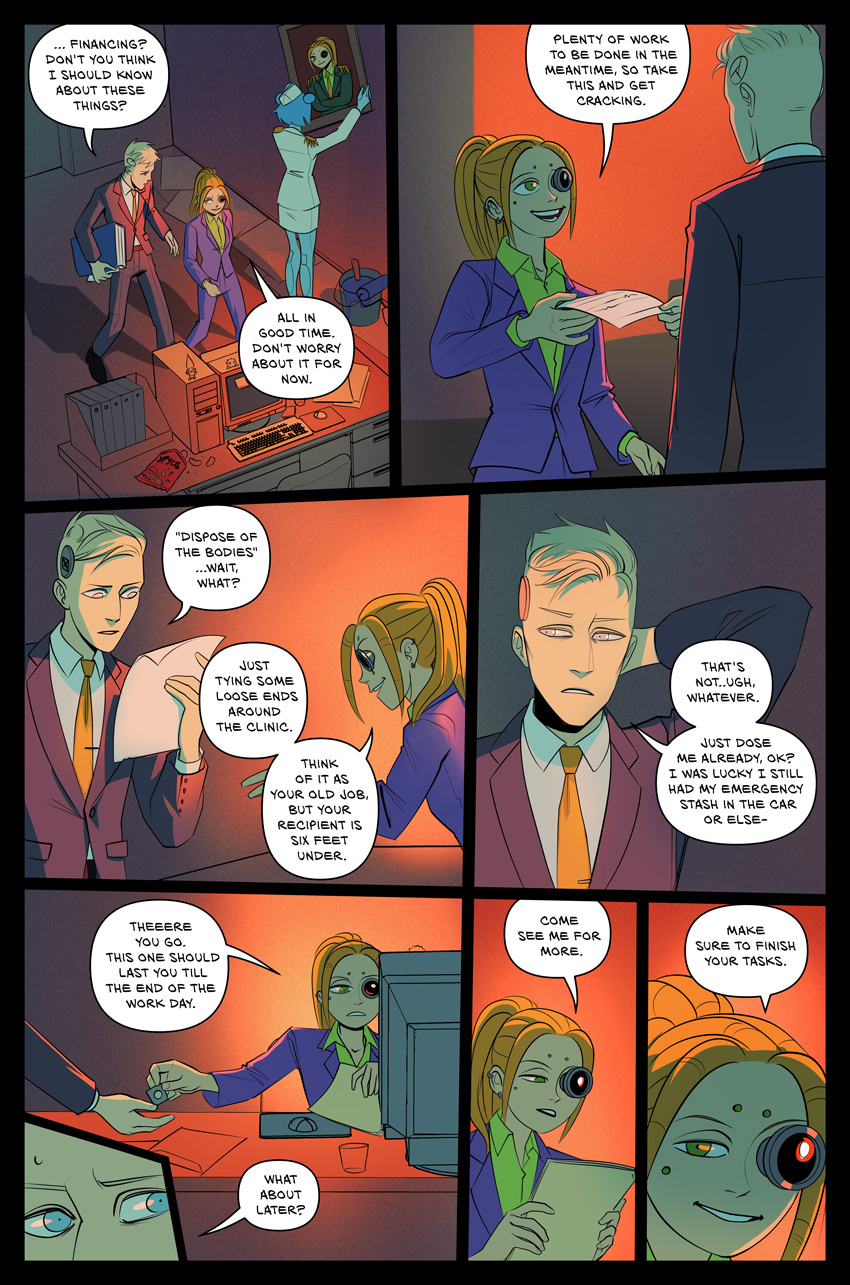 ... FINANCING?
DON'T YOU THINK
I SHOULD KNOW
ABOUT THESE
THINGS?
ALL IN
GOOD TIME.
DON'T WORRY
ABOUT IT FOR
NOW.
PLENTY OF WORK
TO BE DONE IN THE
MEANTIME, SO TAKE
THIS AND GET
CRACKING.
"DISPOSE OF
THE BODIES"
...WAIT,
WHAT?
JUST
TYING SOME
LOOSE ENDS
AROUND
THE CLINIC.
THINK
OF IT AS
YOUR OLD JOB,
BUT YOUR
RECIPIENT IS
SIX FEET
UNDER.
THAT'S
NOT..UGH,
WHATEVER.
JUST DOSE
ME ALREADY, OK?
I WAS LUCKY I STILL
HAD MY EMERGENCY
STASH IN THE CAR
OR ELSE-
THEEERE
YOU GO.
THIS ONE SHOULD
LAST YOU TILL
THE END OF THE
WORK DAY.
WHAT
ABOUT
LATER?
COME
SEE ME FOR
MORE.
MAKE
SURE TO FINISH
YOUR TASKS.